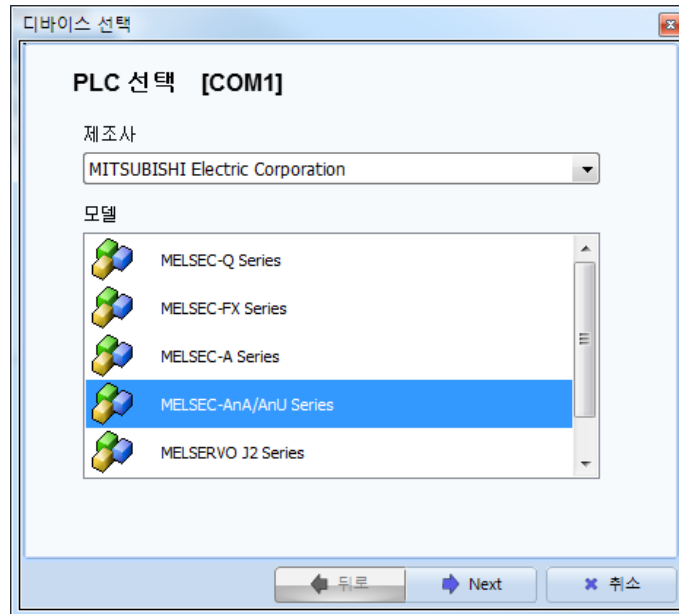 디바이스 선택
PLC 선택 [COM1]
제조사
MITSUBISHI Electric Corporation
모델
MELSEC-Q Series
MELSEC-FX Series
MELSEC-A Series
MELSEC-AnA/AnU Series
MELSERVO J2 Series
뒤로 Next 취소